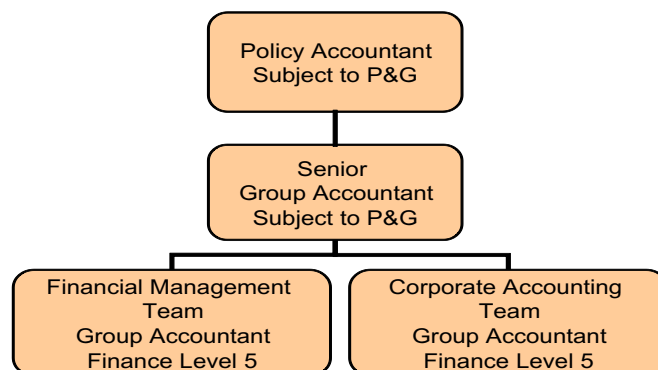 Policy Accountant
Subject to P&G
Senior
Group Accountant
Subject to P&G
Financial Management
Team
Group Accountant
Finance Level 5
Corporate Accounting
Team
Group Accountant
Finance Level 5